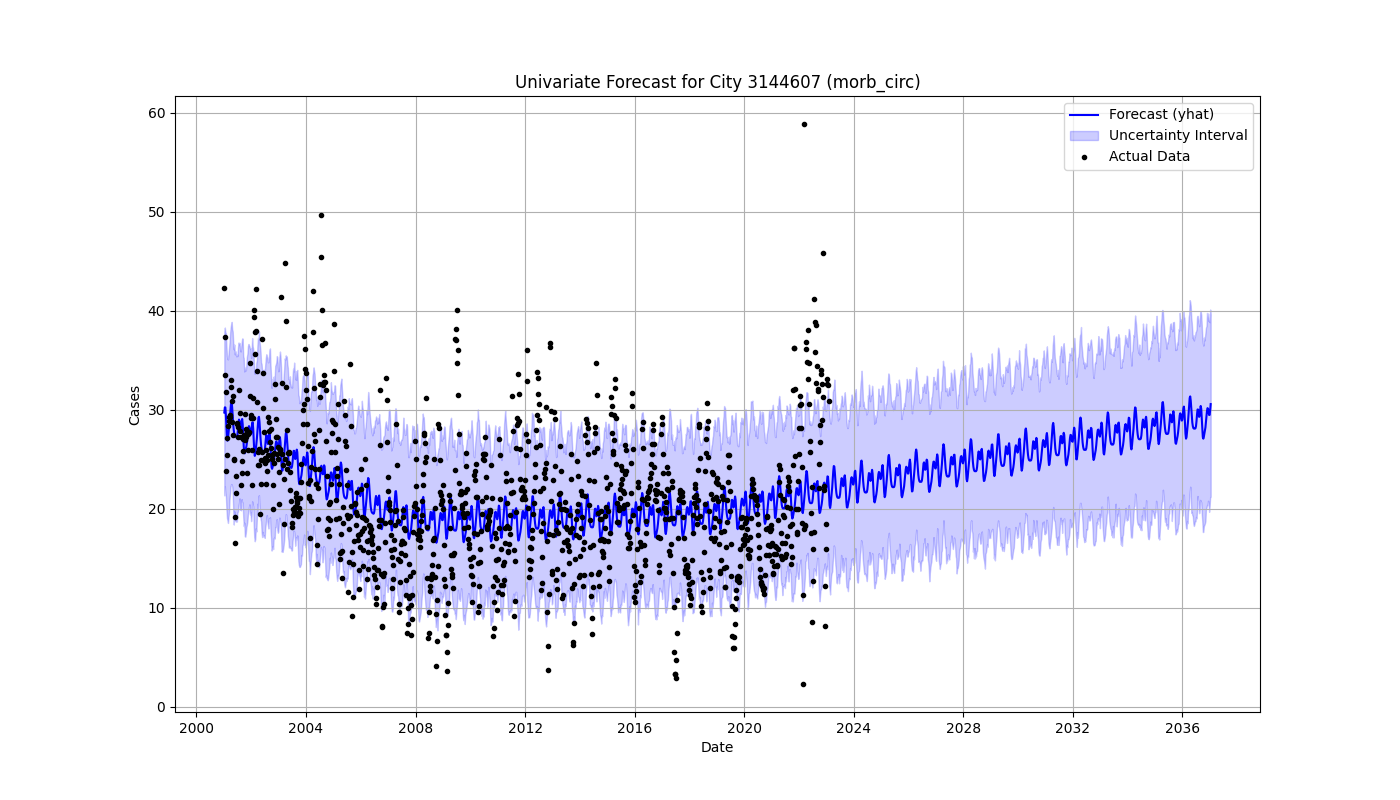 Univariate Forecast for City 3144607 (morb_circ)
Forecast (yhat)
Uncertainty Interval
Actual Data
60
50
40
30
20
10
0
Cases
2000 2004 2008 2012 2016 2020 2024 2028 2032 2036
Date